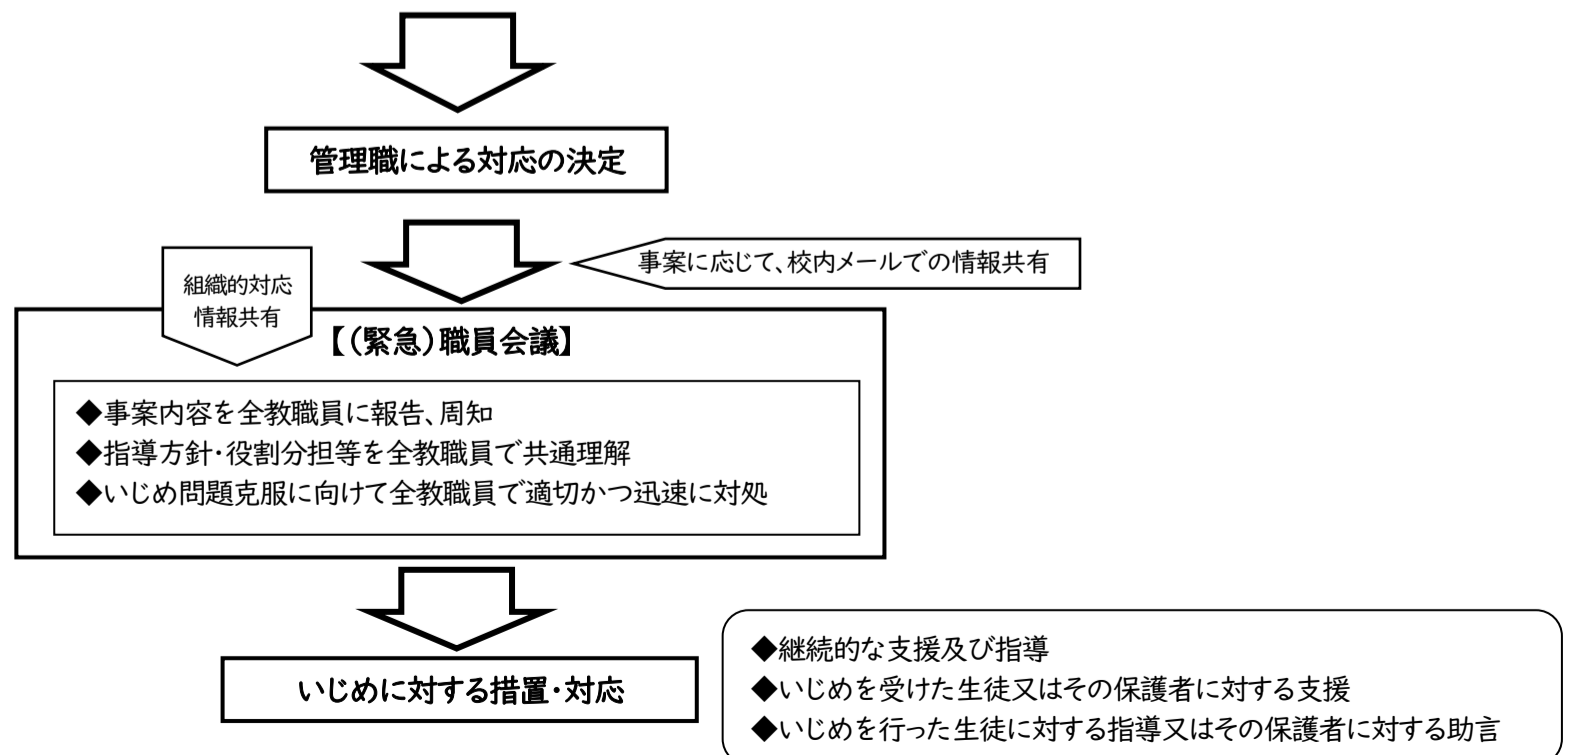 管理職による対応の決定
事案に応じて、校内メールでの情報共有
組織的対応
情報共有
【（緊急）職員会議】
◆事案内容を全教職員に報告、周知
◆指導方針・役割分担等を全教職員で共通理解
◆いじめ問題克服に向けて全教職員で適切かつ迅速に対処
いじめに対する措置・対応
◆継続的な支援及び指導
◆いじめを受けた生徒又はその保護者に対する支援
◆いじめを行った生徒に対する指導又はその保護者に対する助言